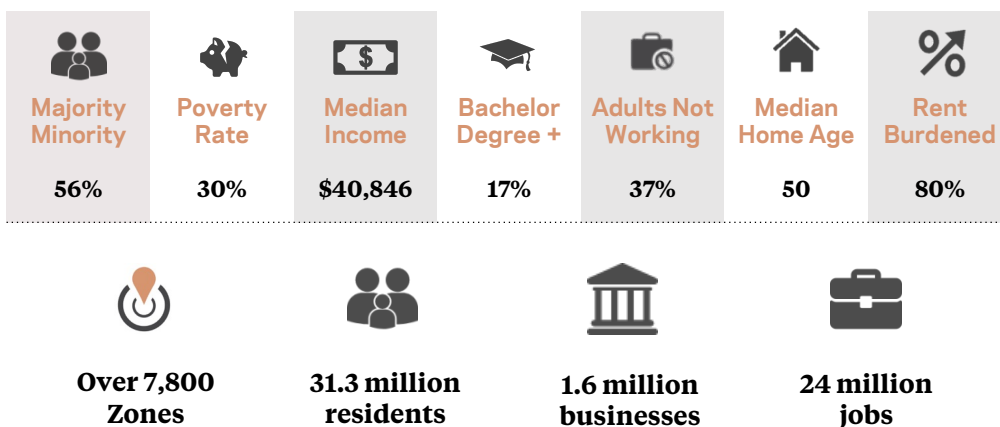 Majority
Minority
56%
Poverty
Rate
30%
$
Median
Income
$40,846
Bachelor
Degree +
17%
Adults Not
Working
37%
Median
Home Age
50
%
Rent
Burdened
80%
Over 7,800
Zones
31.3 million
residents
1.6 million
businesses
24 million
jobs